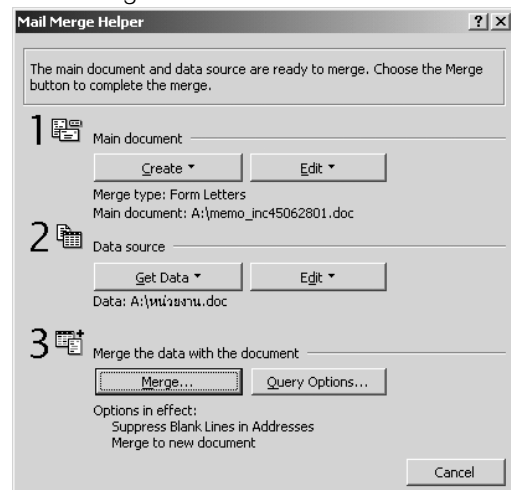 Mail Merge Helper
The main document and data source are ready to merge. Choose the Merge
button to complete the merge.
1 Main document
Create Edit
Merge type: Form Letters
Main document: A:\memo_inc45062801.doc
2 Data source
Get Data Edit
Data: A:\หน่วยงาน.doc
3 Merge the data with the document
Merge... Query Options...
Options in effect:
Suppress Blank Lines in Addresses
Merge to new document
Cancel